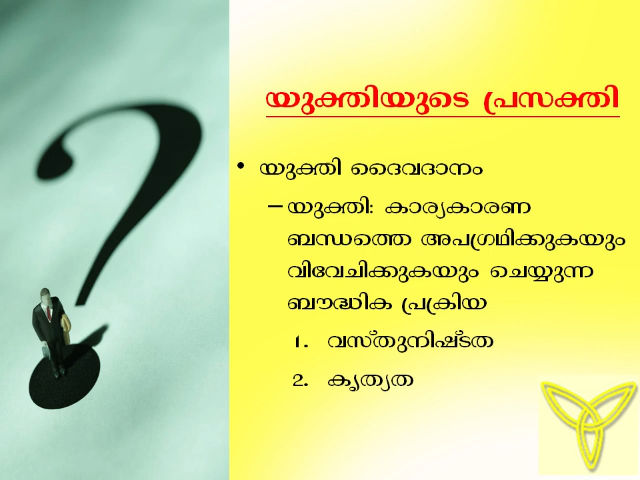 യുക്തിയുടെ പ്രസക്തി
• യുക്തി ദൈവദാനം
– യുക്തി: കാര്യകാരണ
ബന്ധത്തെ അപഗ്രഥിക്കുകയും
വിവേചിക്കുകയും ചെയ്യുന്ന
ബൗദ്ധിക പ്രക്രിയ
1. വസ്തുനിഷ്ടത
2. കൃത്യത